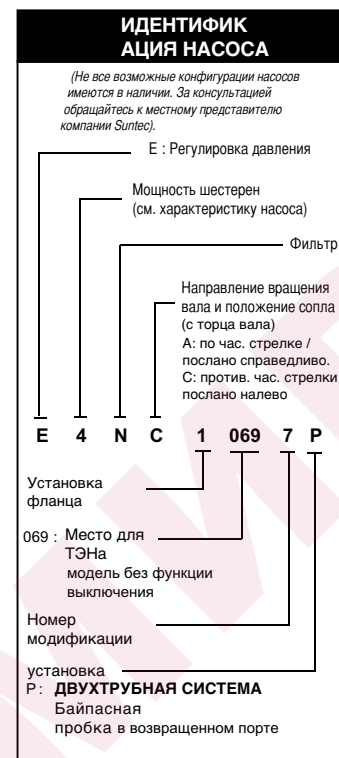 ИДЕНТИФИК
АЦИЯ НАСОСА
(Не все возможные конфигурации насосов
имеются в наличии. За консультацией
обращайтесь к местному представителю
компании Suntec).
E : Регулировка давления
Мощность шестерен
(см. характеристику насоса)
Фильтр
Направление вращения
вала и положение сопла
(с торца вала)
А: по час. стрелке /
послано справедливо.
С: против. час. стрелки
послано налево
E 4 N C 1 069 7 P
Установка
фланца
069 : Место для
ТЭНа
модель без функции
выключения
Номер
модификации
установка
P : ДВУХТРУБНАЯ СИСТЕМА
Байпасная
пробка в возвращенном порте